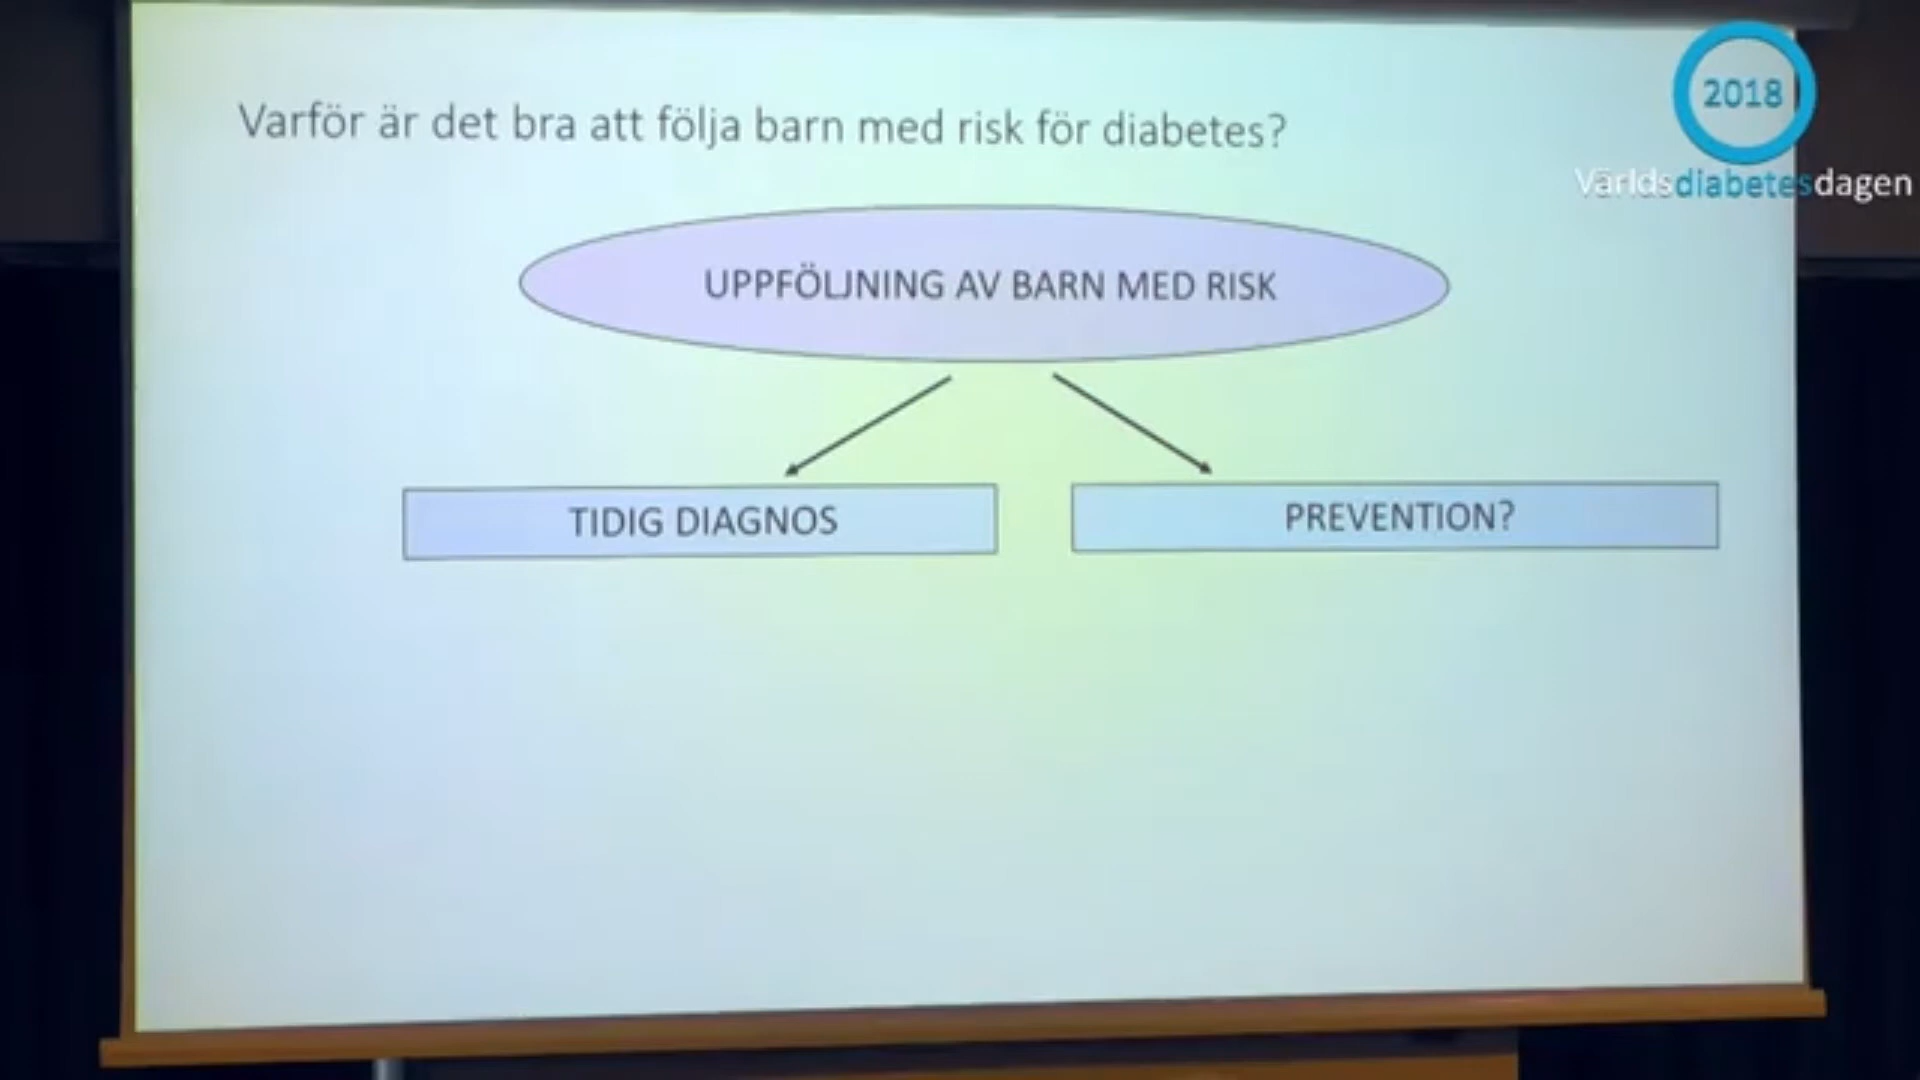 Varför är det bra att följa barn med risk för diabetes?
2018
Världsdiabetesdagen
UPPFÖLJNING AV BARN MED RISK
TIDIG DIAGNOS
PREVENTION?